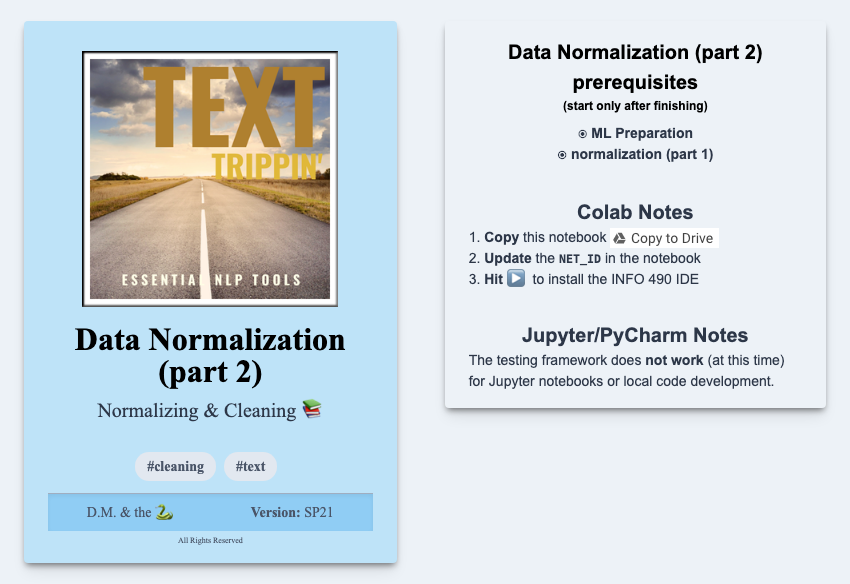 TEXT
TRIPPIN'
ESSENTIAL NLP TOOLS
Data Normalization
(part 2)
Normalizing & Cleaning 📚
#cleaning #text
D.M. & the 🐍 Version: SP21
All Rights Reserved
Data Normalization (part 2)
prerequisites
(start only after finishing)
⦿ ML Preparation
⦿ normalization (part 1)
Colab Notes
1. Copy this notebook Copy to Drive
2. Update the NET_ID in the notebook
3. Hit ▶️ to install the INFO 490 IDE
Jupyter/PyCharm Notes
The testing framework does not work (at this time)
for Jupyter notebooks or local code development.